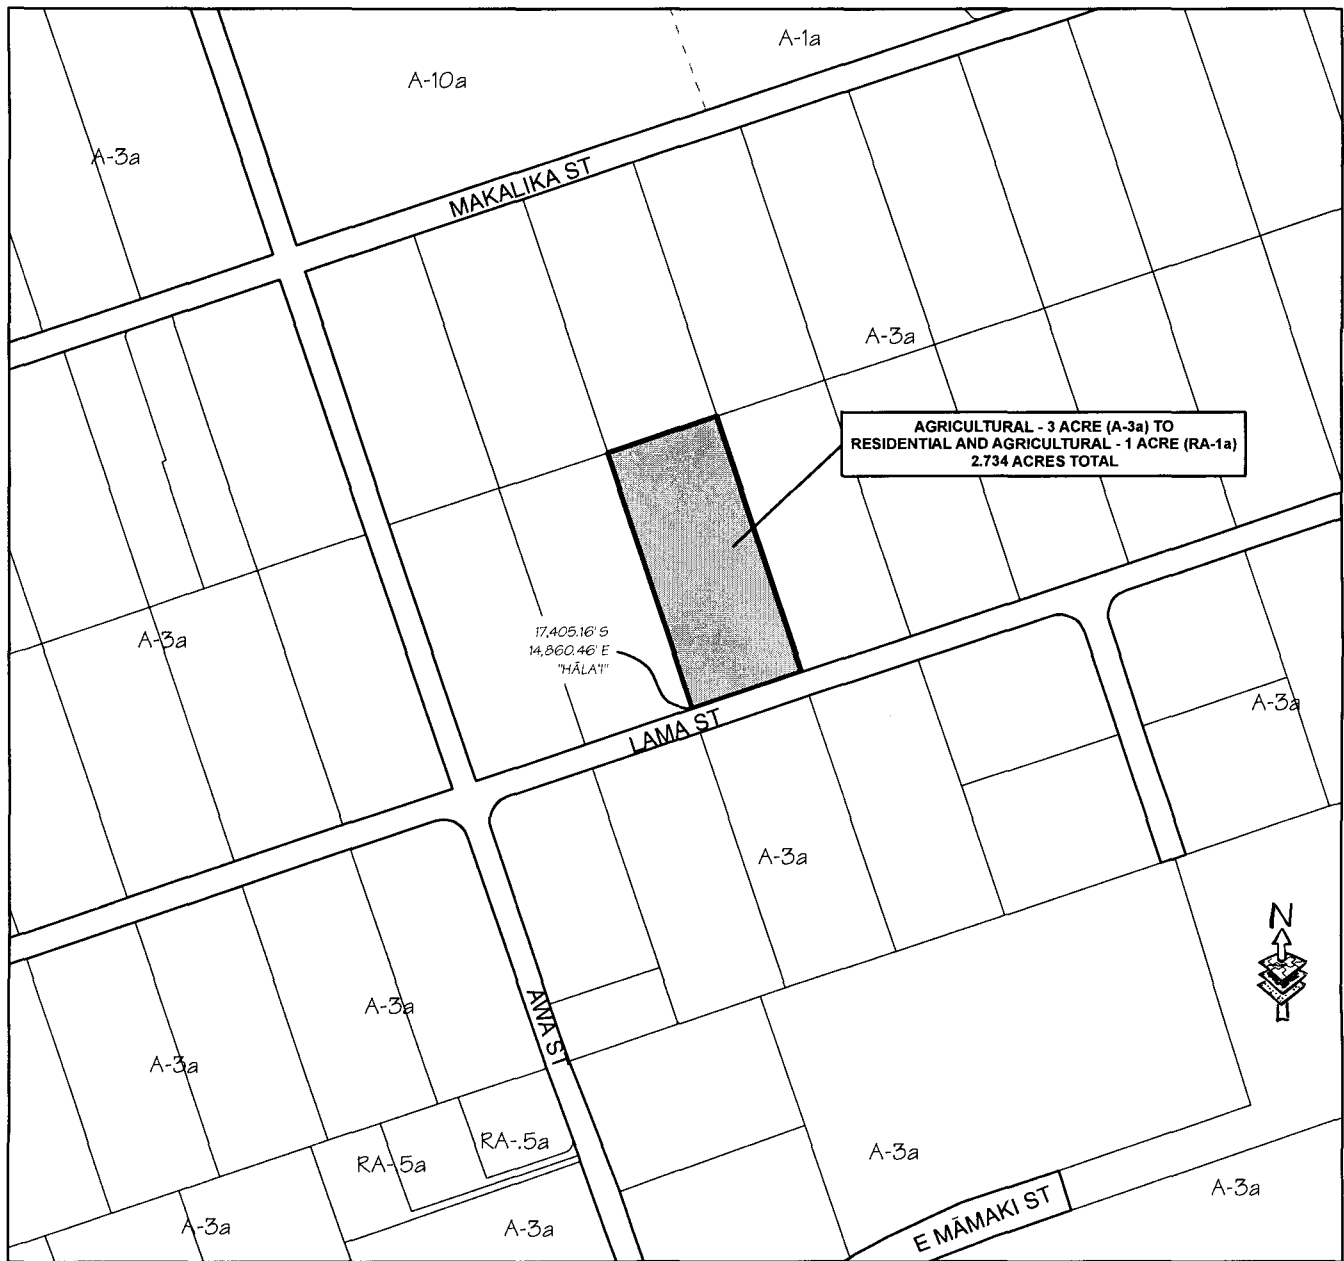 A-1a
A-10a
A-3a
MAKALIKA ST
A-3a
AGRICULTURAL - 3 ACRE (A-3a) TO
RESIDENTIAL AND AGRICULTURAL - 1 ACRE (RA-1a)
2.734 ACRES TOTAL
17,405.16' S
14,860.46' E
"HĀLA'I"
A-3a
A-3a
LAMA ST
A-3a
N
AWA ST
A-3a
A-3a
RA-.5a
RA-.5a
A-3a
A-3a
A-3a
A-3a
E MĀMAKI ST